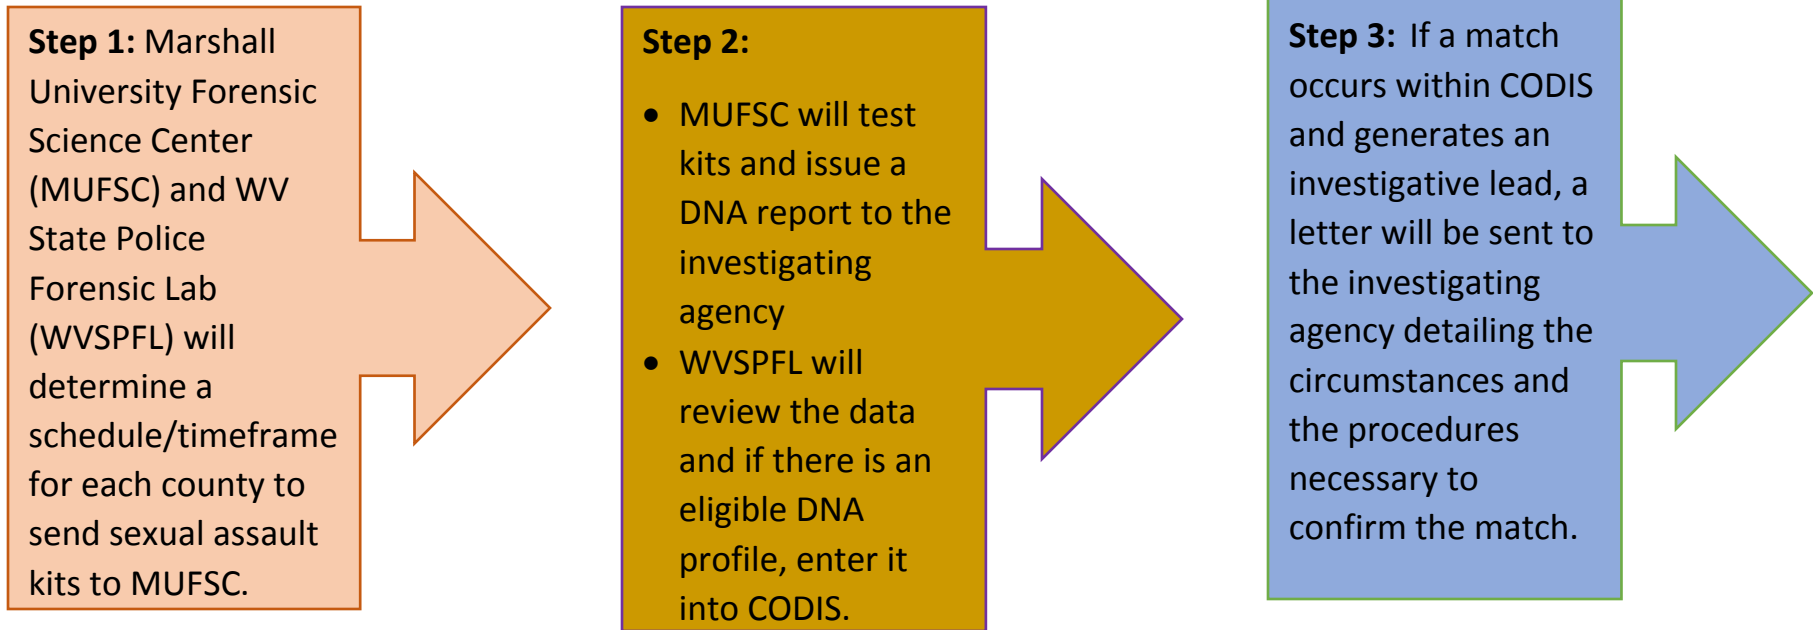 Step 1: Marshall
University Forensic
Science Center
(MUFSC) and WV
State Police
Forensic Lab
(WVSPFL) will
determine a
schedule/timeframe
for each county to
send sexual assault
kits to MUFSC.
Step 2:
• MUFSC will test
kits and issue a
DNA report to the
investigating
agency
• WVSPFL will
review the data
and if there is an
eligible DNA
profile, enter it
into CODIS.
Step 3: If a match
occurs within CODIS
and generates an
investigative lead, a
letter will be sent to
the investigating
agency detailing the
circumstances and
the procedures
necessary to
confirm the match.